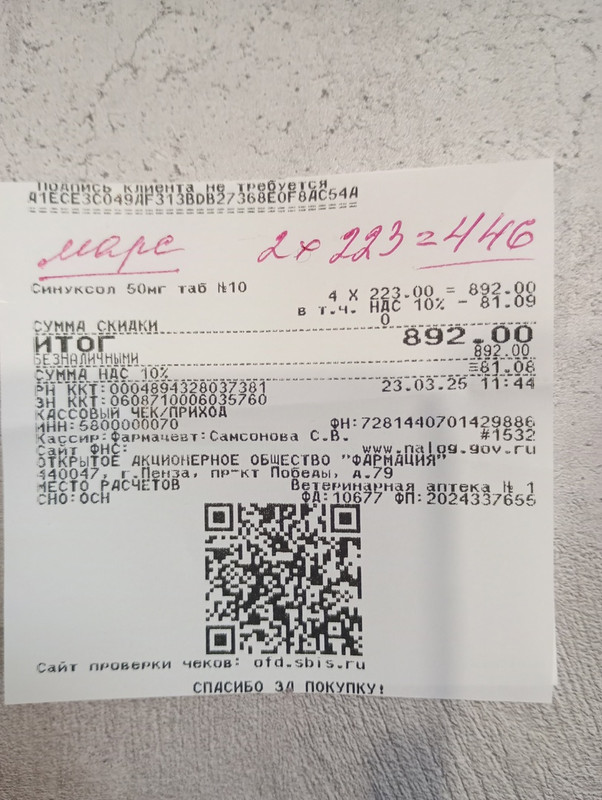 ПОДПИСЬ КЛИЕНТА НЕ ТРЕБУЕТСЯ
A1ECE3C049AF313BDB27368E0F8AC54A
================================
марс 2 x 223 = 446
Синуксол 50мг таб №10
4 X 223.00 = 892.00
в т.ч. НДС 10% - 81.09
0
СУММА СКИДКИ
ИТОГ 892.00
БЕЗНАЛИЧНЫМИ 892.00
СУММА НДС 10% =81.08
РН ККТ:0004894328037381 23.03.25 11:44
ЗН ККТ:0608710006035760
КАССОВЫЙ ЧЕК/ПРИХОД
ИНН:5800000070 ФН:7281440701429886
Кассир:Фармацевт:Самсонова С.В. #1532
Сайт ФНС: www.nalog.gov.ru
ОТКРЫТОЕ АКЦИОНЕРНОЕ ОБЩЕСТВО "ФАРМАЦИЯ"
440047, г.Пенза, пр-кт Победы, д.79
МЕСТО РАСЧЕТОВ Ветеринарная аптека № 1
СНО:ОСН ФД:10677 ФП:2024337655
Сайт проверки чеков: ofd.sbis.ru
СПАСИБО ЗА ПОКУПКУ!